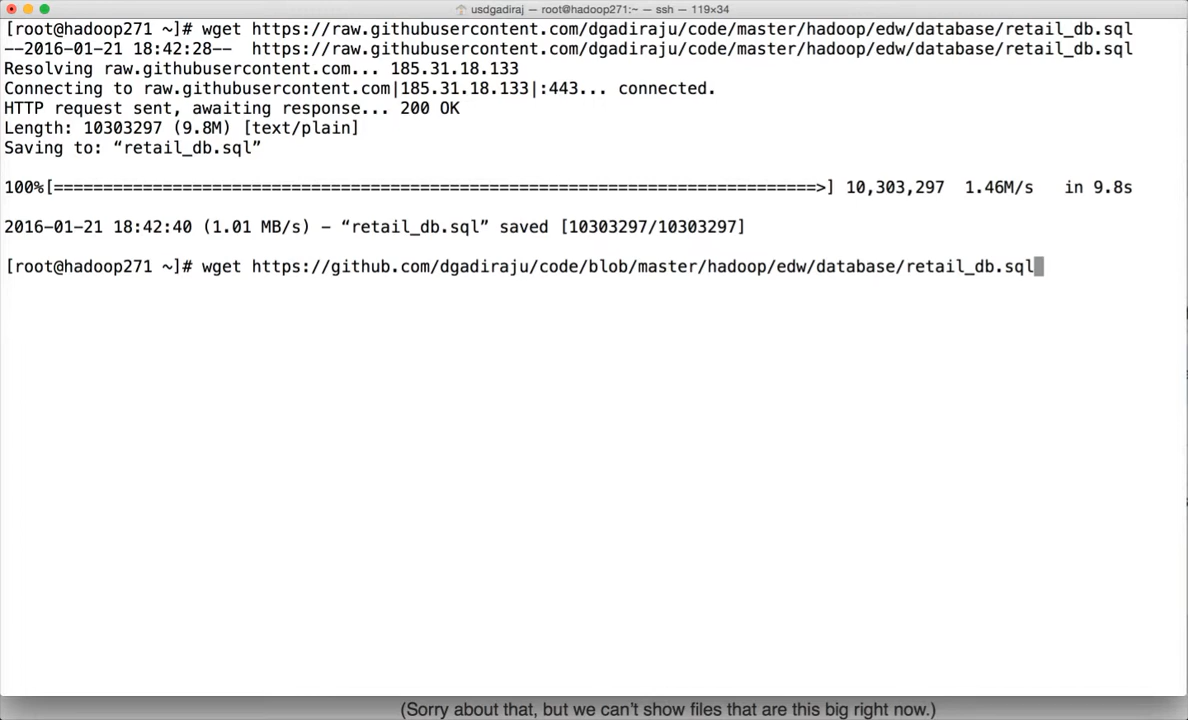 usdgadiraj — root@hadoop271:~ — ssh — 119×34
[root@hadoop271 ~]# wget https://raw.githubusercontent.com/dgadiraju/code/master/hadoop/edw/database/retail_db.sql
--2016-01-21 18:42:28--  https://raw.githubusercontent.com/dgadiraju/code/master/hadoop/edw/database/retail_db.sql
Resolving raw.githubusercontent.com... 185.31.18.133
Connecting to raw.githubusercontent.com|185.31.18.133|:443... connected.
HTTP request sent, awaiting response... 200 OK
Length: 10303297 (9.8M) [text/plain]
Saving to: “retail_db.sql”
100%[=============================================================================>] 10,303,297  1.46M/s   in 9.8s
2016-01-21 18:42:40 (1.01 MB/s) – “retail_db.sql” saved [10303297/10303297]
[root@hadoop271 ~]# wget https://github.com/dgadiraju/code/blob/master/hadoop/edw/database/retail_db.sql
(Sorry about that, but we can’t show files that are this big right now.)